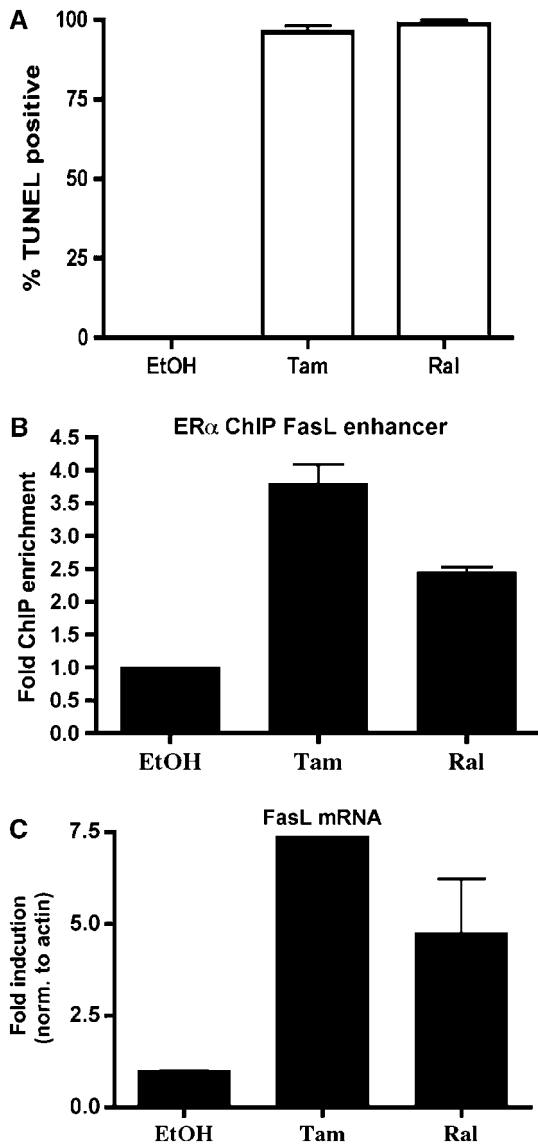 A
% TUNEL positive
100
75
50
25
0
EtOH Tam Ral
B
ERα ChIP FasL enhancer
Fold ChIP enrichment
4.5
4.0
3.5
3.0
2.5
2.0
1.5
1.0
0.5
0.0
EtOH Tam Ral
C
FasL mRNA
Fold indcution
(norm. to actin)
7.5
5.0
2.5
0
EtOH Tam Ral